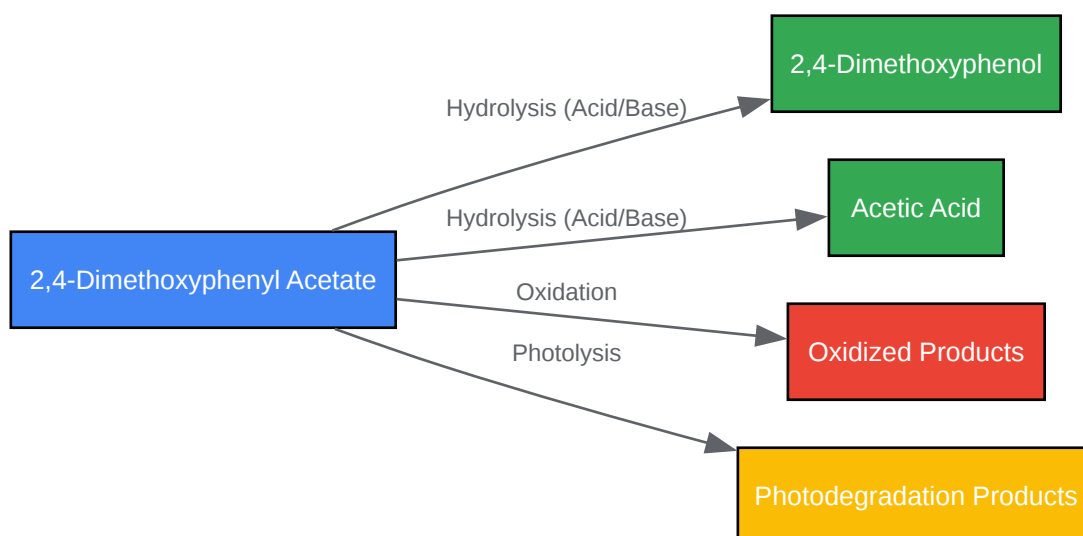 2,4-Dimethoxyphenol
Hydrolysis (Acid/Base)
Acetic Acid
Hydrolysis (Acid/Base)
2,4-Dimethoxyphenyl Acetate
Oxidation
Oxidized Products
Photolysis
Photodegradation Products